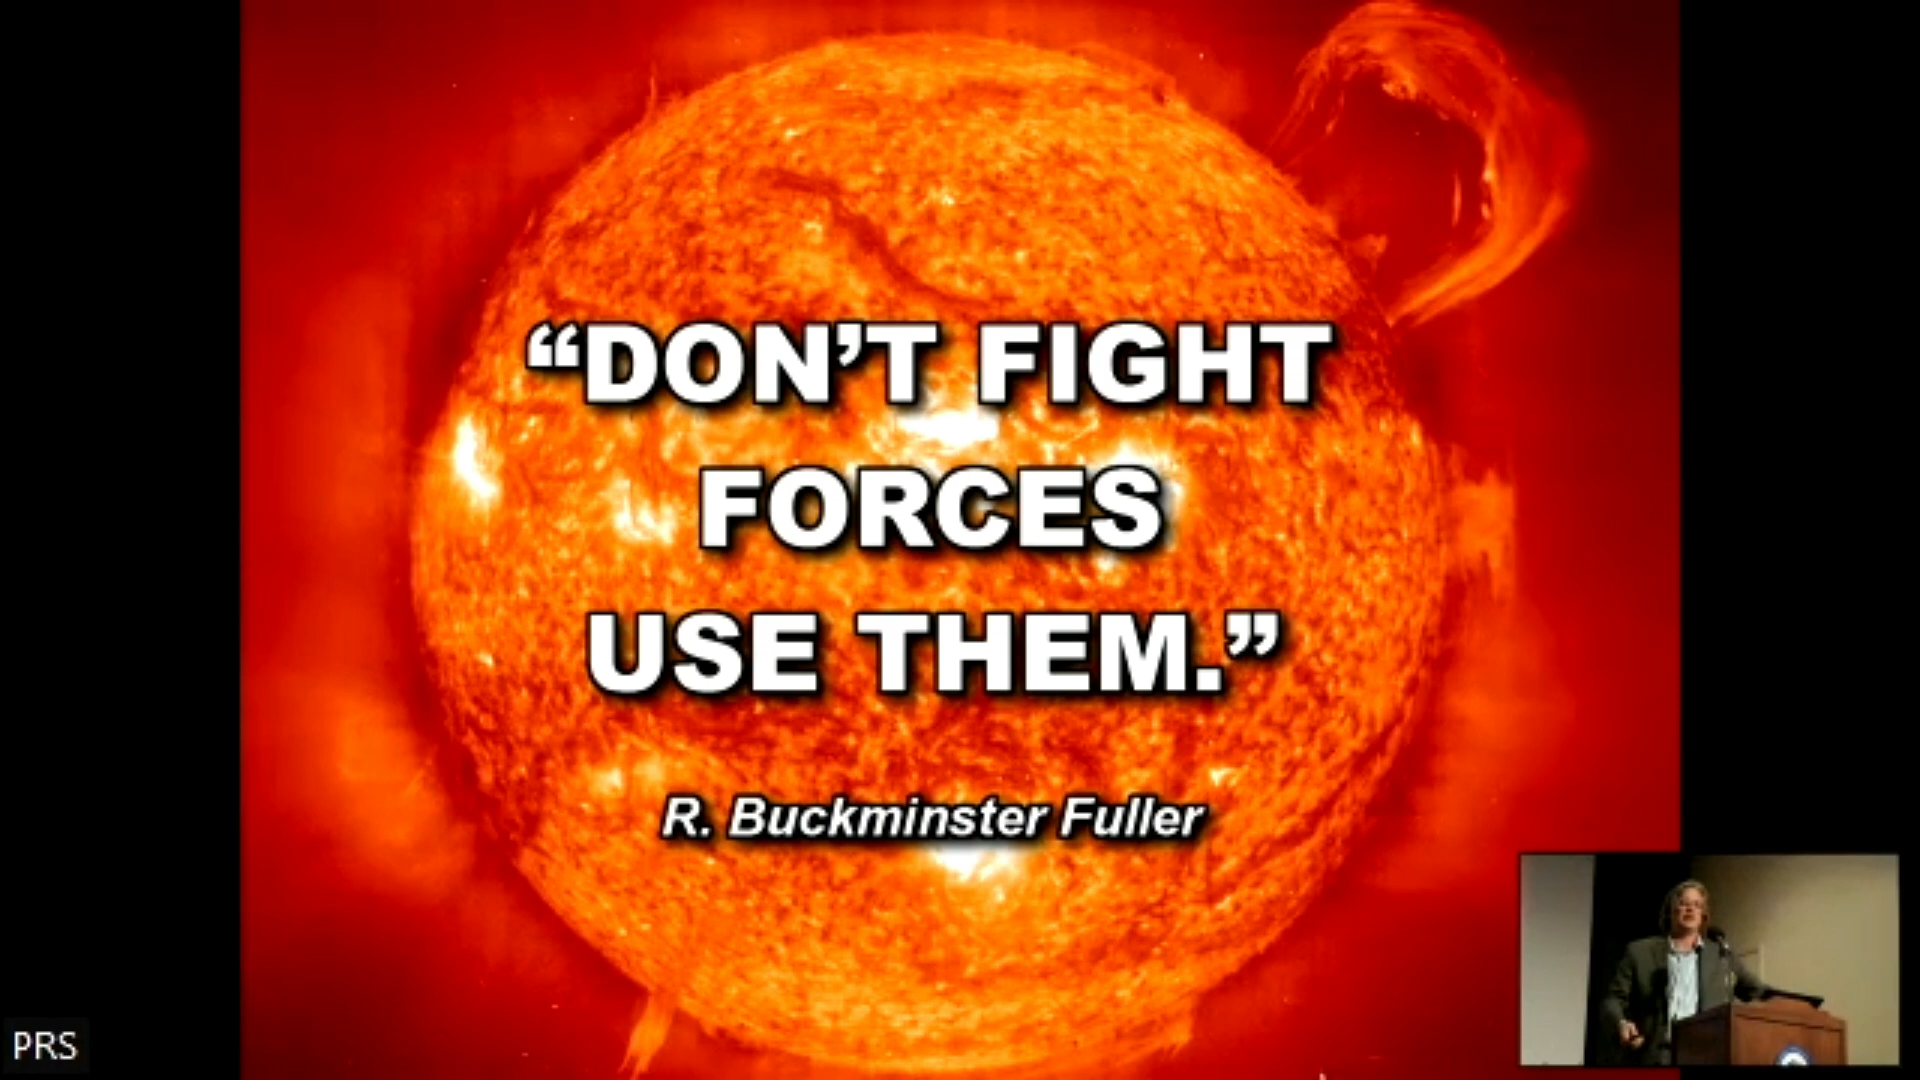 “DON’T FIGHT
FORCES
USE THEM.”
R. Buckminster Fuller
PRS